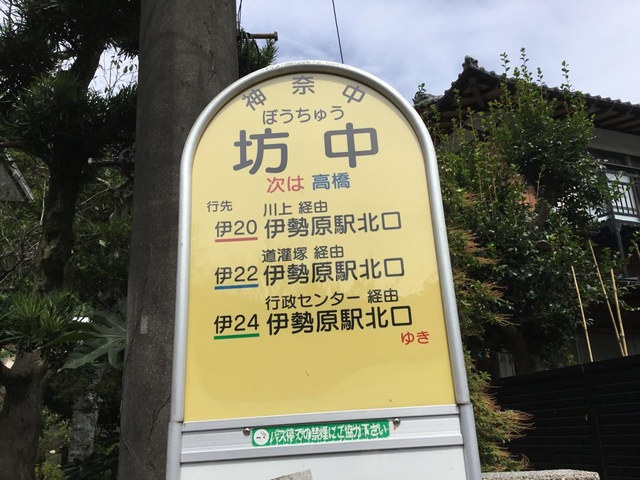 神奈中
ぼうちゅう
坊中
次は 高橋
行先
川上 経由
伊20 伊勢原駅北口
道灌塚 経由
伊22 伊勢原駅北口
行政センター 経由
伊24 伊勢原駅北口
ゆき
バス停での禁煙にご協力下さい